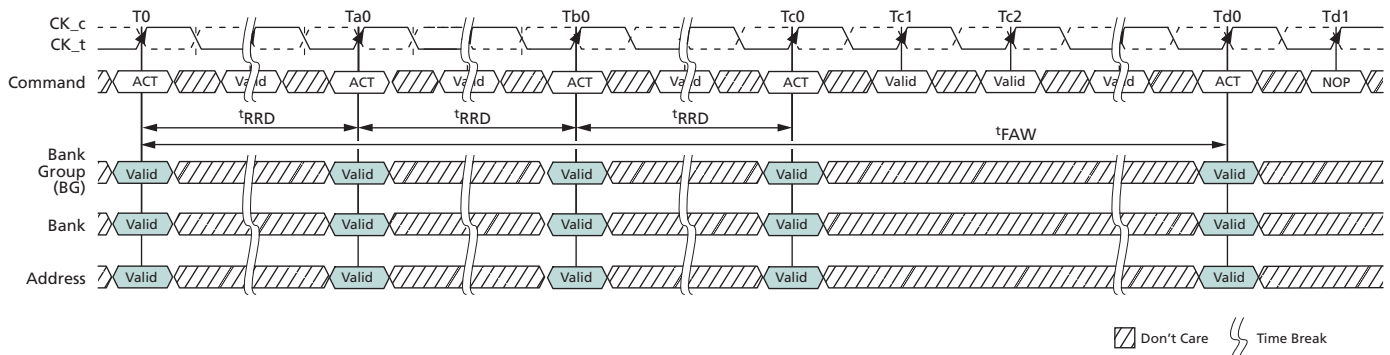 T0 Ta0 Tb0 Tc0 Tc1 Tc2 Td0 Td1
CK_c
CK_t
Command ACT Valid ACT Valid ACT Valid ACT Valid Valid Valid ACT NOP
tRRD tRRD tRRD
tFAW
Bank
Group
(BG)
Valid Valid Valid Valid Valid
Bank Valid Valid Valid Valid Valid
Address Valid Valid Valid Valid Valid
Don't Care Time Break